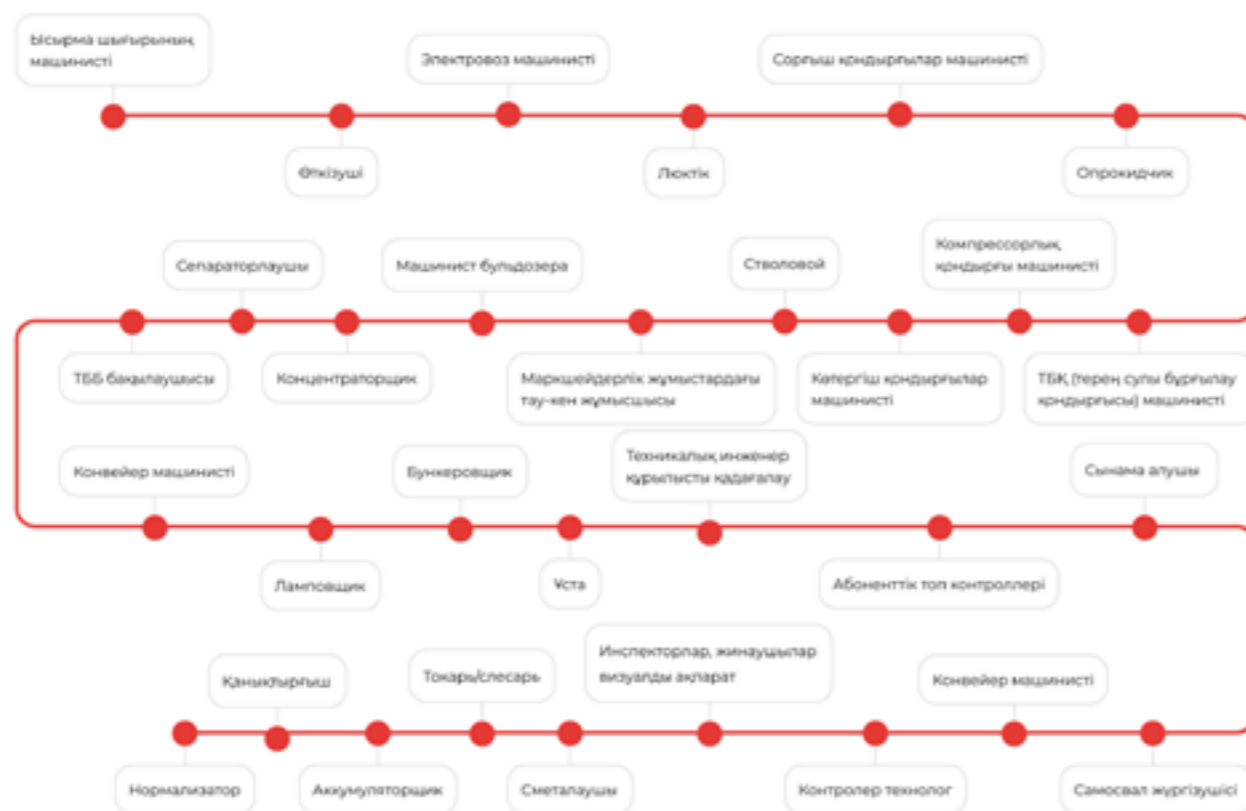 Ысырма шығырының
машинисті
Электровоз машинисті
Сорғыш қондырғылар машинисті
Өткізуші
Люктік
Опрокидчик
Сепараторлаушы
Машинист бульдозера
Стволовой
Компрессорлық
қондырғы машинисті
ТББ бақылаушысы
Концентраторщик
Маркшейдерлік жұмыстардағы
тау-кен жұмысшысы
Көтергіш қондырғылар
машинисті
ТБҚ (терең сулы бұрғылау
қондырғысы) машинисті
Конвейер машинисті
Бункеровщик
Техникалық инженер
құрылысты қадағалау
Сынама алушы
Ламповщик
Ұста
Абоненттік топ контроллері
Қанықтырғыш
Токарь/слесарь
Инспекторлар, жинаушылар
визуалды ақпарат
Конвейер машинисті
Нормализатор
Аккумуляторщик
Сметалаушы
Контролер технолог
Самосвал жүргізушісі